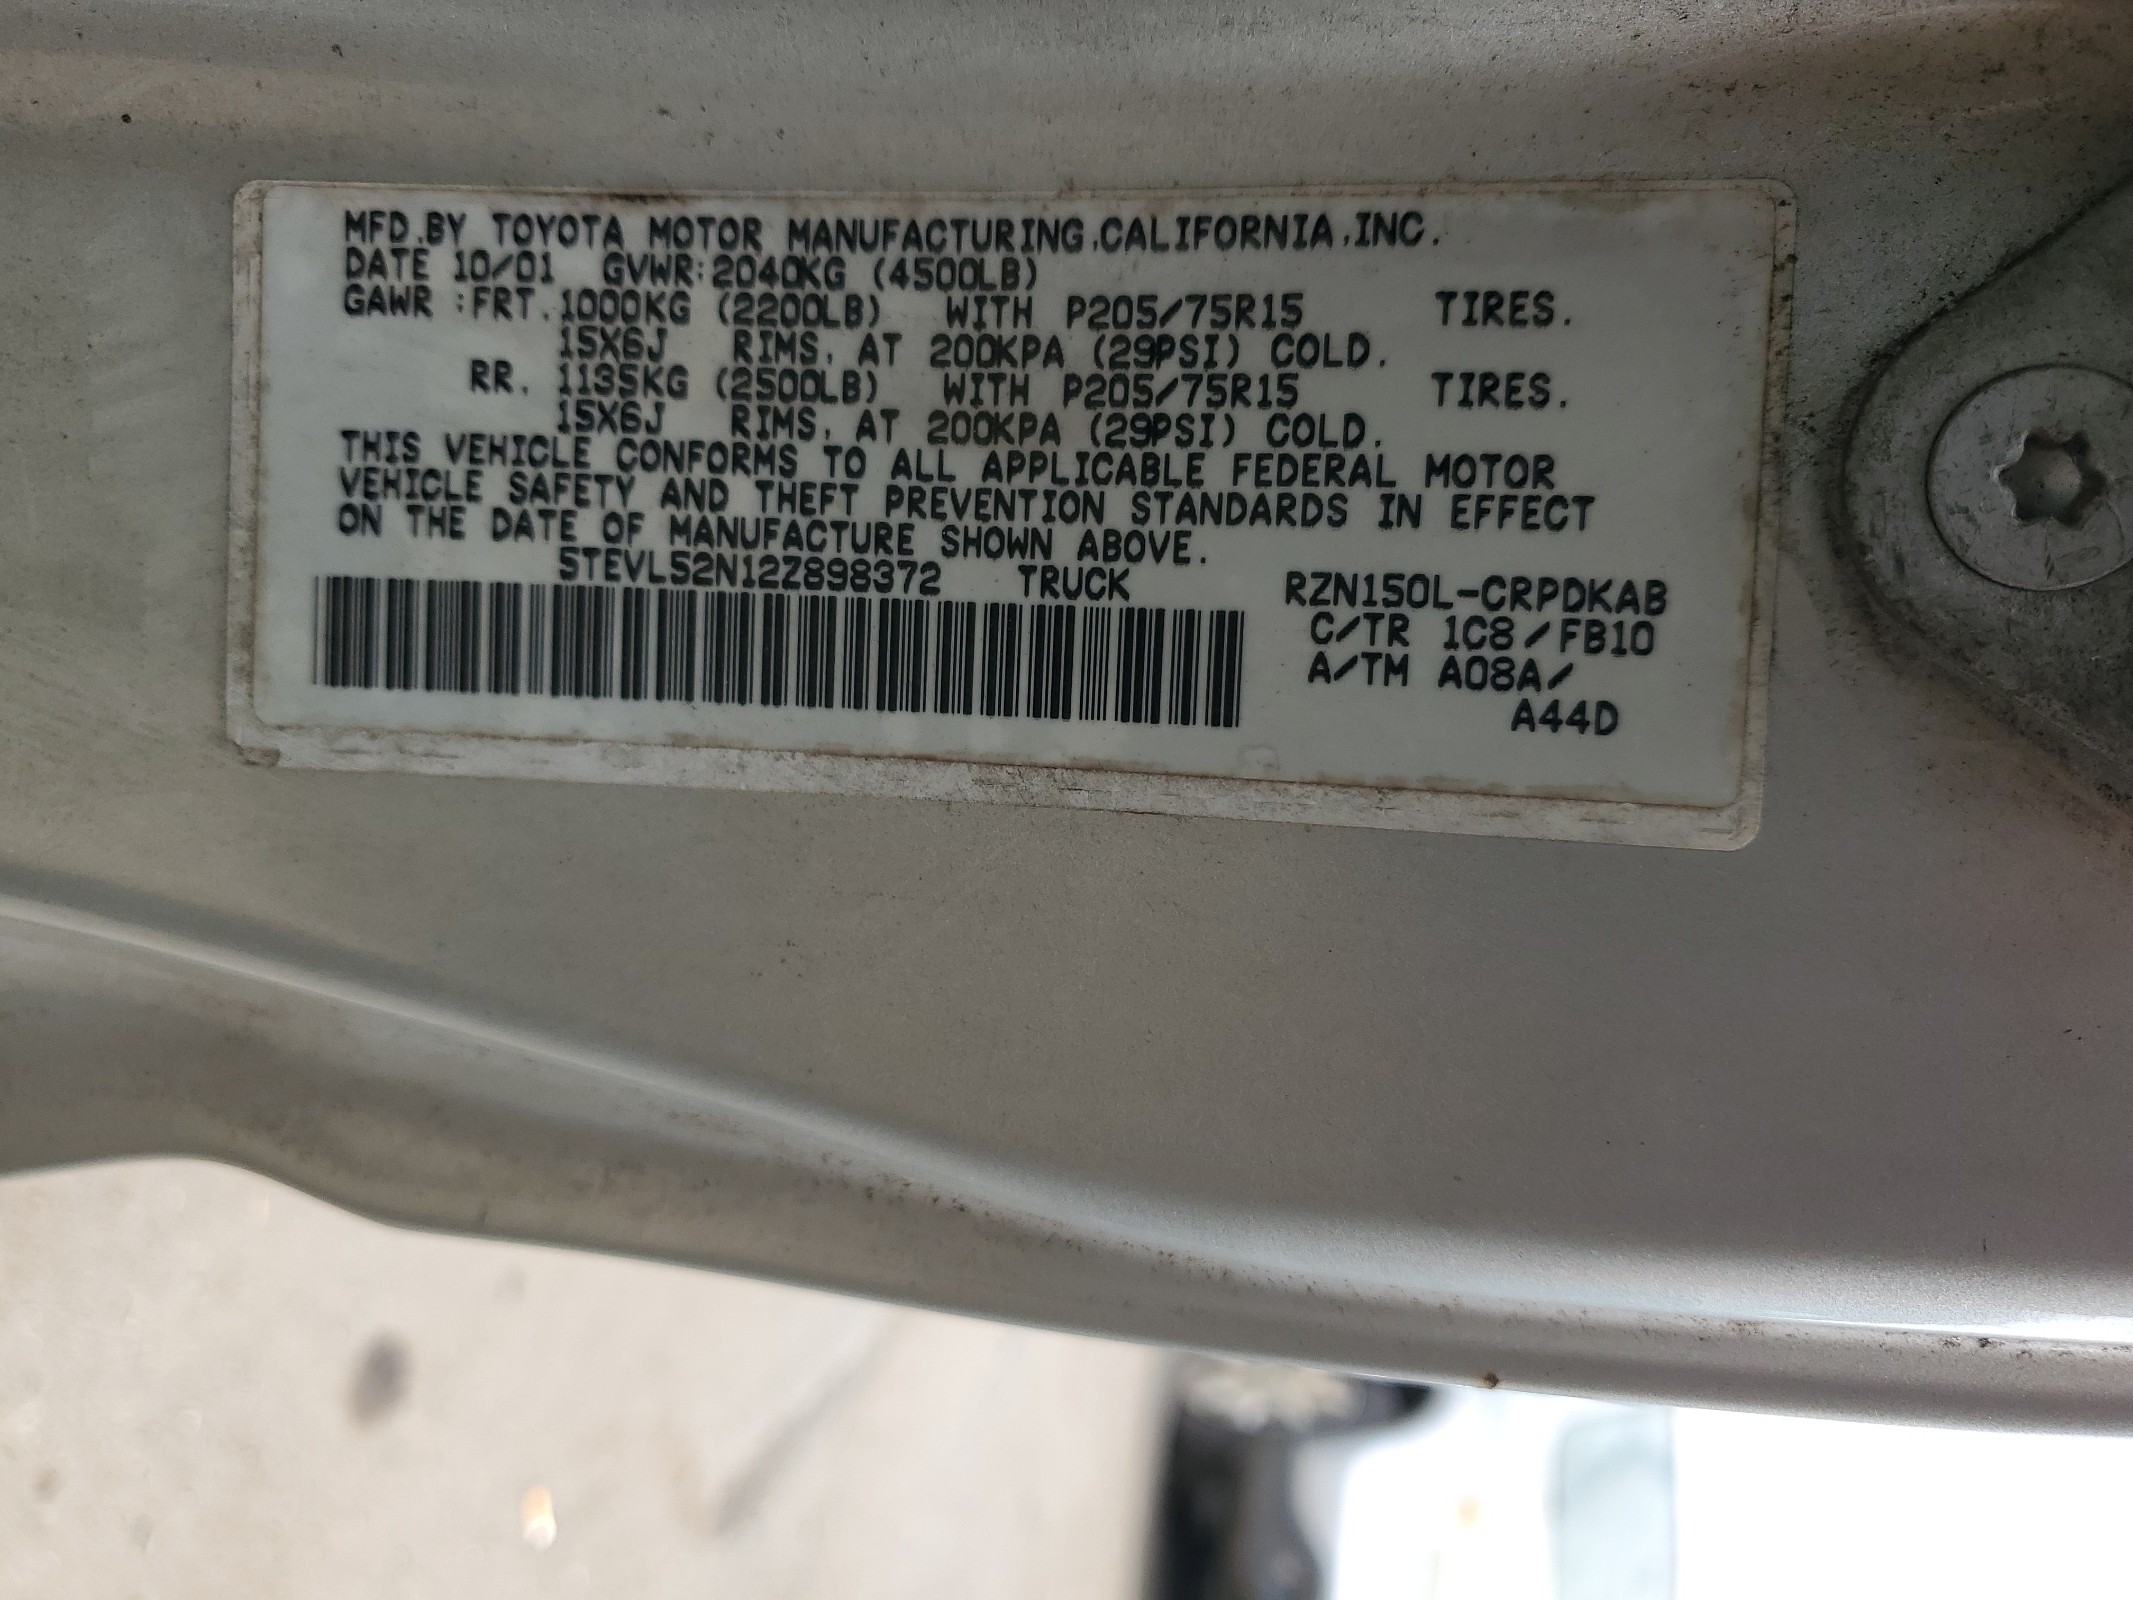 MFD.BY TOYOTA MOTOR MANUFACTURING,CALIFORNIA,INC.
DATE 10/01 GVWR:2040KG (4500LB)
GAWR :FRT. 1000KG (2200LB) WITH P205/75R15 TIRES.
15X6J RIMS, AT 200KPA (29PSI) COLD.
RR. 1135KG (2500LB) WITH P205/75R15 TIRES.
15X6J RIMS, AT 200KPA (29PSI) COLD.
THIS VEHICLE CONFORMS TO ALL APPLICABLE FEDERAL MOTOR
VEHICLE SAFETY AND THEFT PREVENTION STANDARDS IN EFFECT
ON THE DATE OF MANUFACTURE SHOWN ABOVE.
5TEVL52N12Z898372 TRUCK RZN150L-CRPDKAB
C/TR 1C8/FB10
A/TM A08A/
A44D